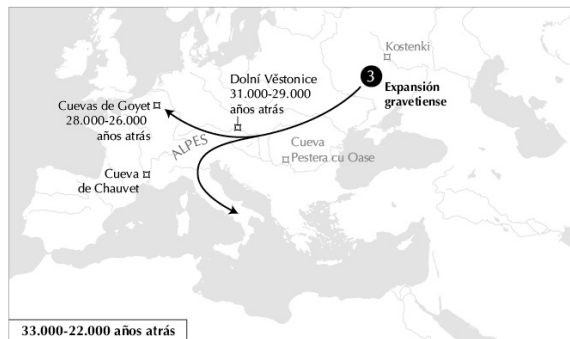 Kostenki
3
Expansión
gravetiense
Dolní Věstonice
31.000-29.000
años atrás
Cuevas de Goyet
28.000-26.000
años atrás
ALPES
Cueva
Pestera cu Oase
Cueva
de Chauvet
33.000-22.000 años atrás